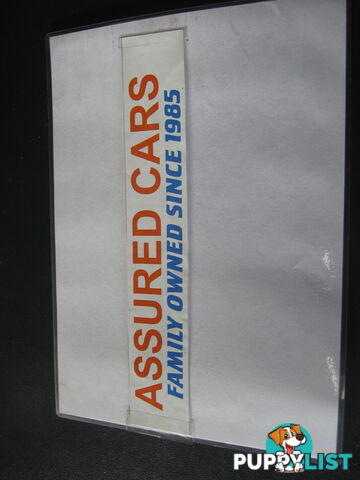 ASSURED CARS
FAMILY OWNED SINCE 1985
PUPPYLIST